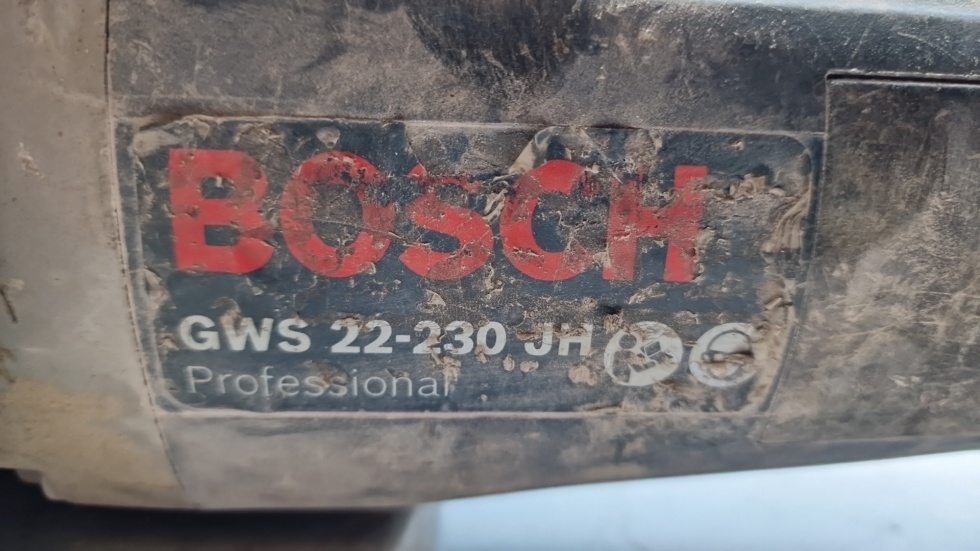 BOSCH
GWS 22-230 JH
Professional